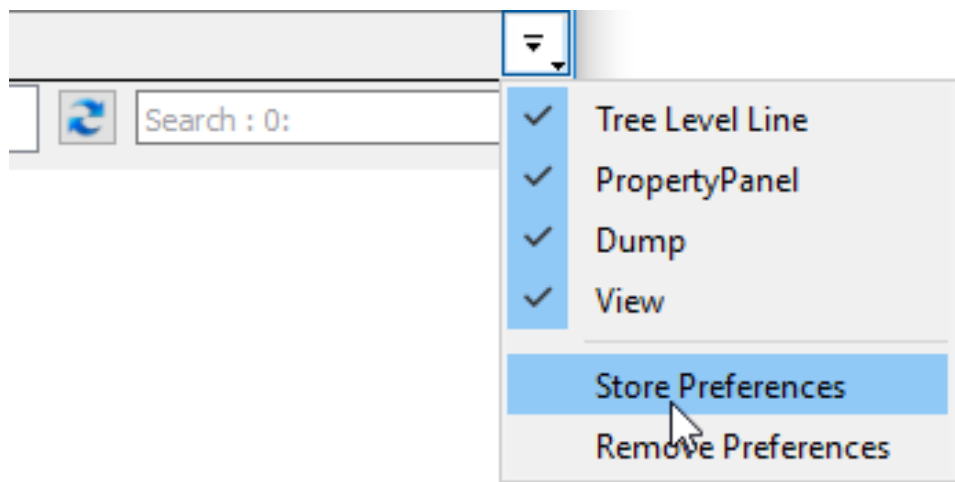 Search : 0:
Tree Level Line
PropertyPanel
Dump
View
Store Preferences
Remove Preferences